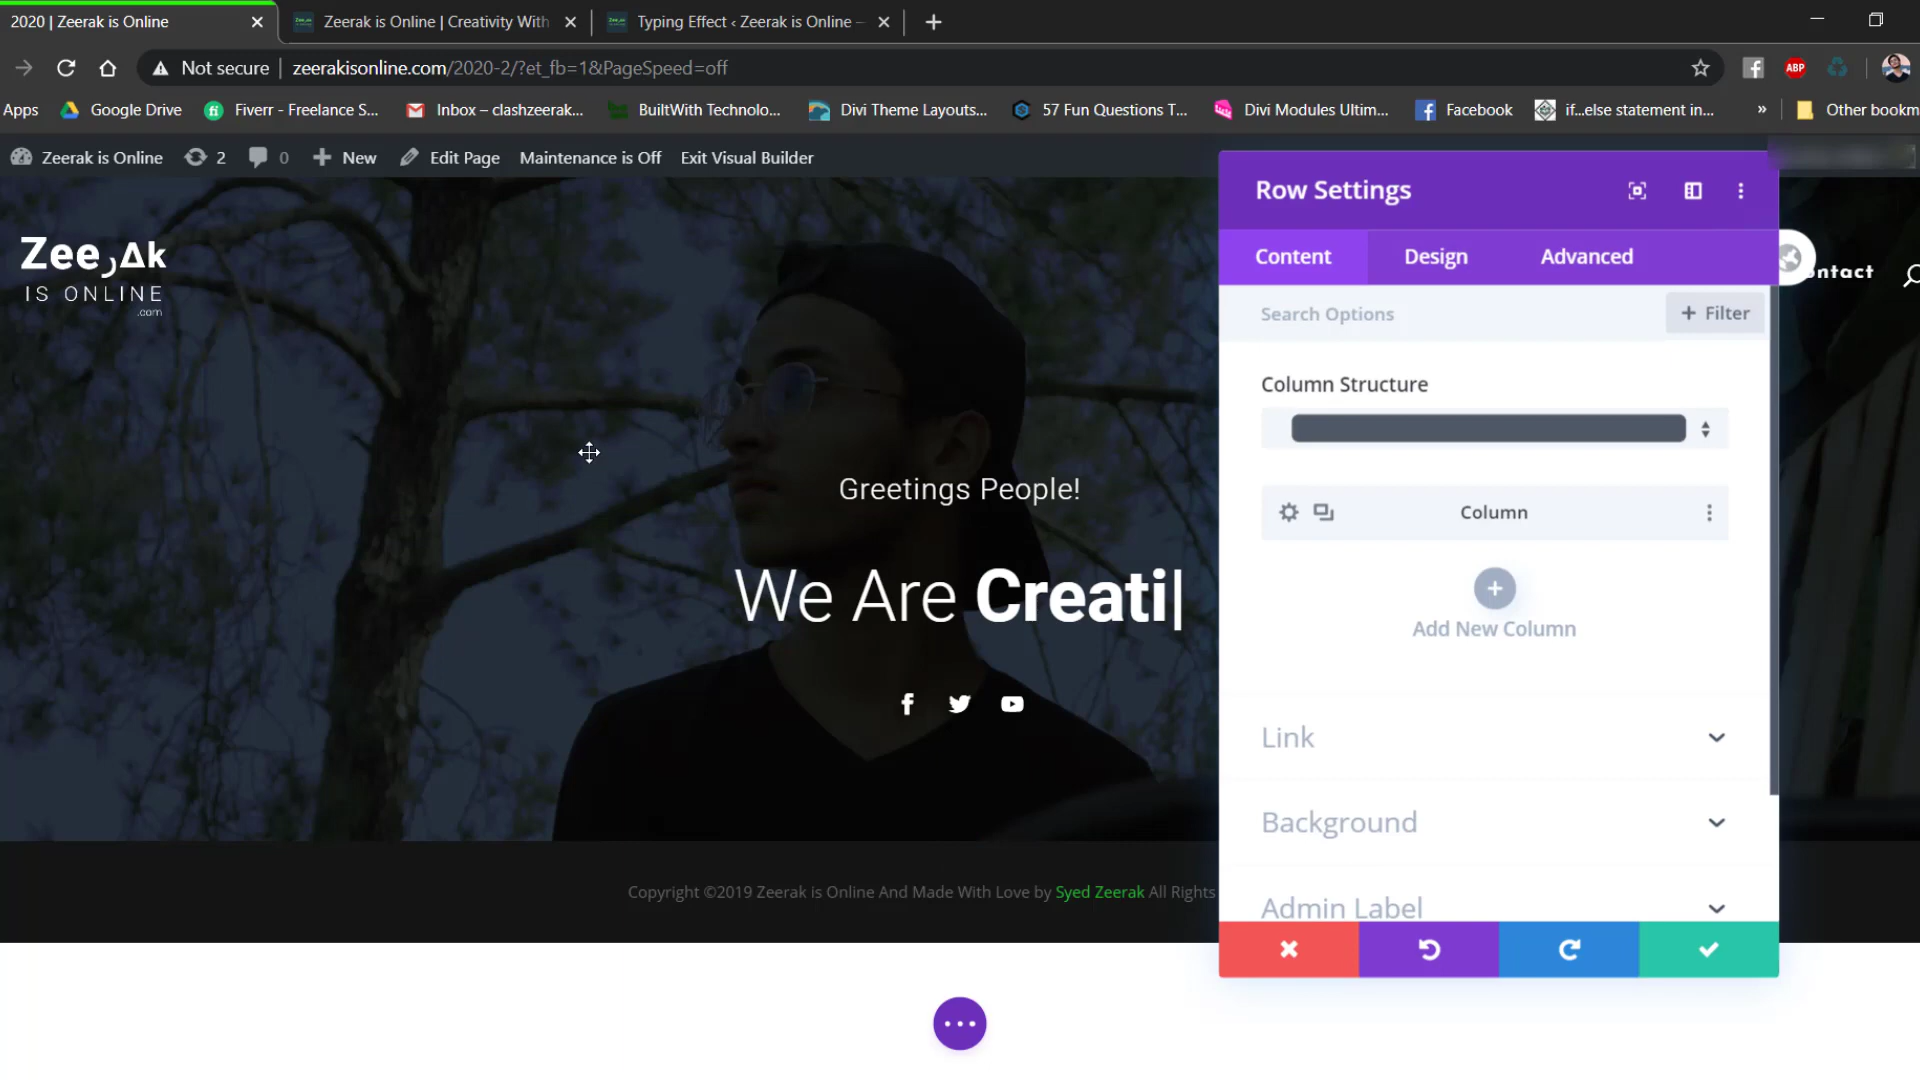 2020 | Zeerak is Online
Zeerak is Online | Creativity With
Typing Effect ‹ Zeerak is Online —
Not secure
zeerakisonline.com/2020-2/?et_fb=1&PageSpeed=off
ABP
Apps
Google Drive
Fiverr - Freelance S...
Inbox – clashzeerak...
BuiltWith Technolo...
Divi Theme Layouts...
57 Fun Questions T...
Divi Modules Ultim...
Facebook
if...else statement in...
»
Other bookm
Zeerak is Online
2
0
New
Edit Page
Maintenance is Off
Exit Visual Builder
Zeerak
IS ONLINE
.com
ontact
Greetings People!
We Are Creati|
Copyright ©2019 Zeerak is Online And Made With Love by Syed Zeerak All Rights
Row Settings
Content
Design
Advanced
Search Options
+ Filter
Column Structure
Column
Add New Column
Link
Background
Admin Label